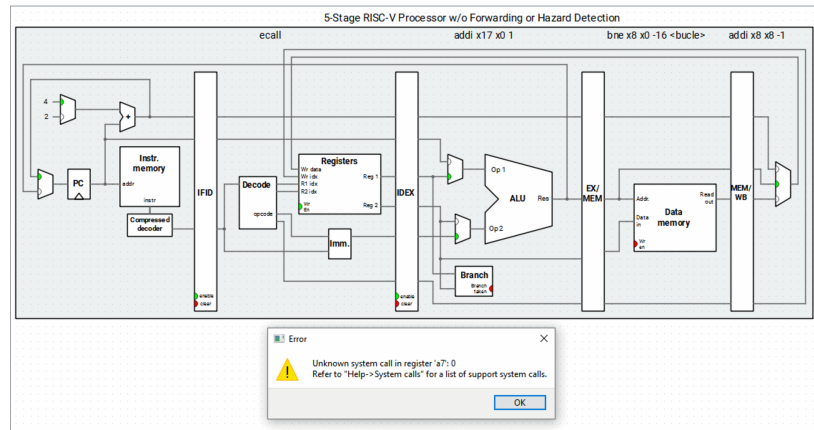 5-Stage RISC-V Processor w/o Forwarding or Hazard Detection
ecall
addi x17 x0 1
bne x8 x0 -16 <bucle>
addi x8 x8 -1
4
2
+
PC
Instr.
memory
addr
instr
Compressed
decoder
IFID
enable
clear
Decode
opcode
Registers
Wr data
Wr idx
R1 idx
R2 idx
Wr
En
Reg 1
Reg 2
Imm.
IDEX
enable
clear
Op 1
ALU
Res
Op 2
Branch
Branch
taken
EX/
MEM
Addr.
Read
out
Data
in
Data
memory
Wr
en
MEM/
WB
Error
Unknown system call in register 'a7': 0
Refer to "Help->System calls" for a list of support system calls.
OK